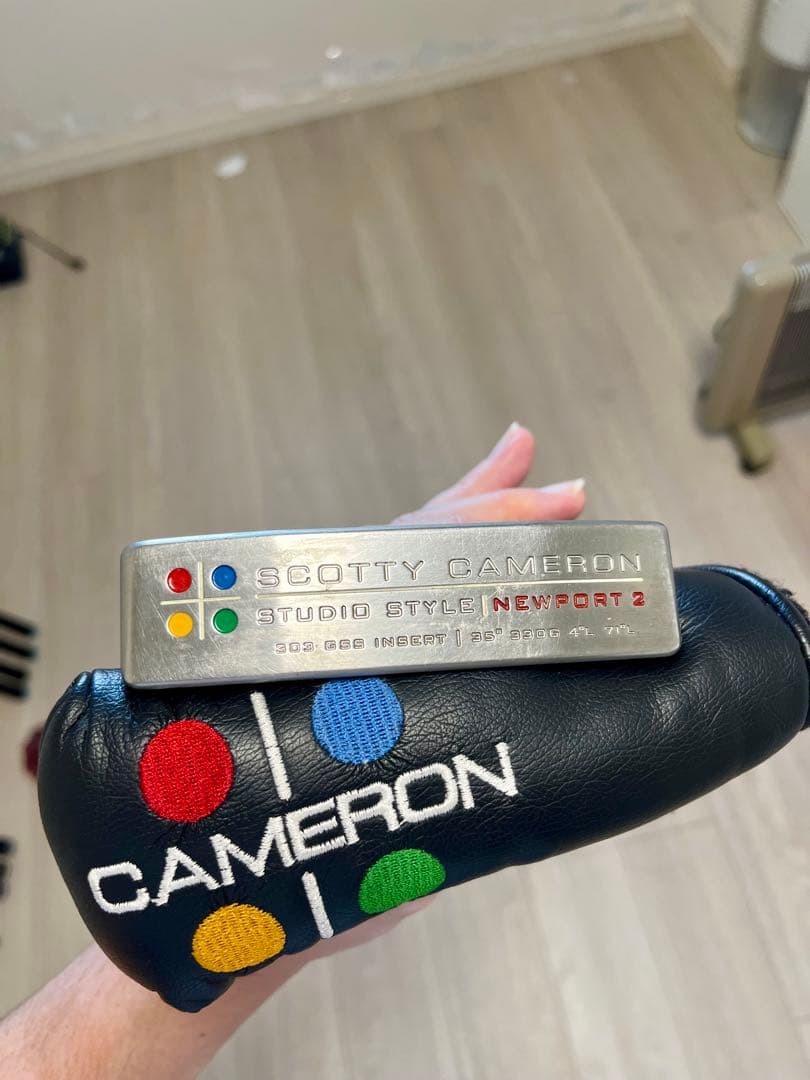 SCOTTY CAMERON
STUDIO STYLE | NEWPORT 2
303 GSS INSERT | 35" 330G 4°L 71°L
CAMERON